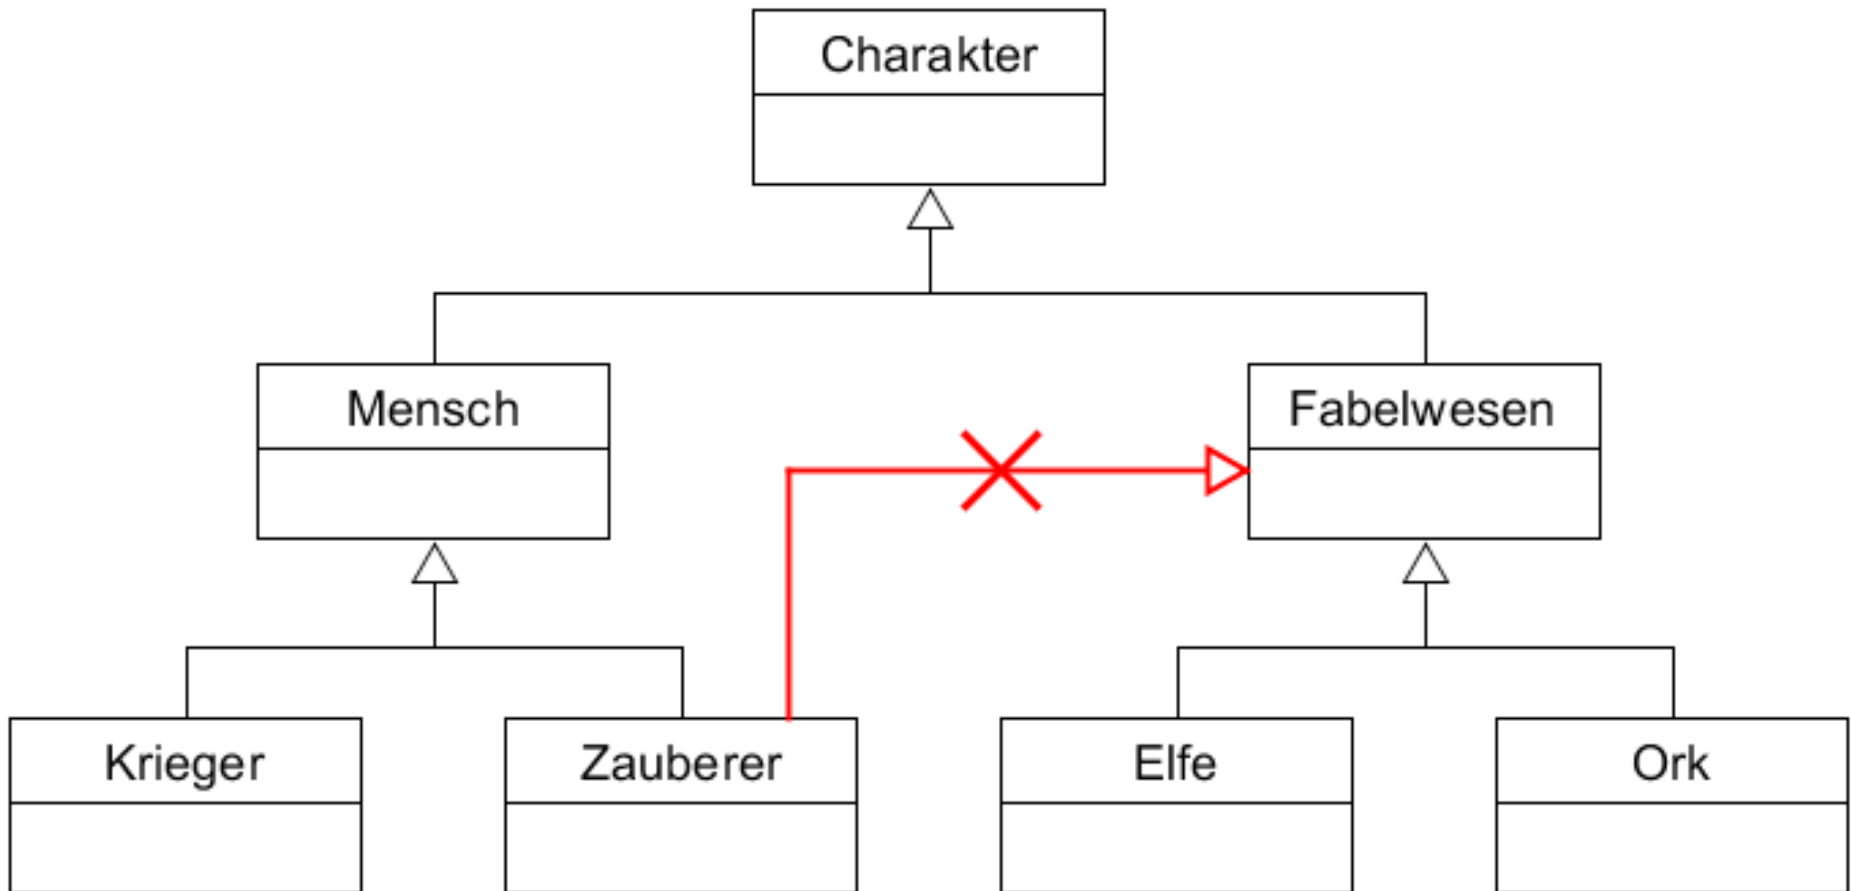 Charakter
Mensch
Fabelwesen
Krieger
Zauberer
Elfe
Ork